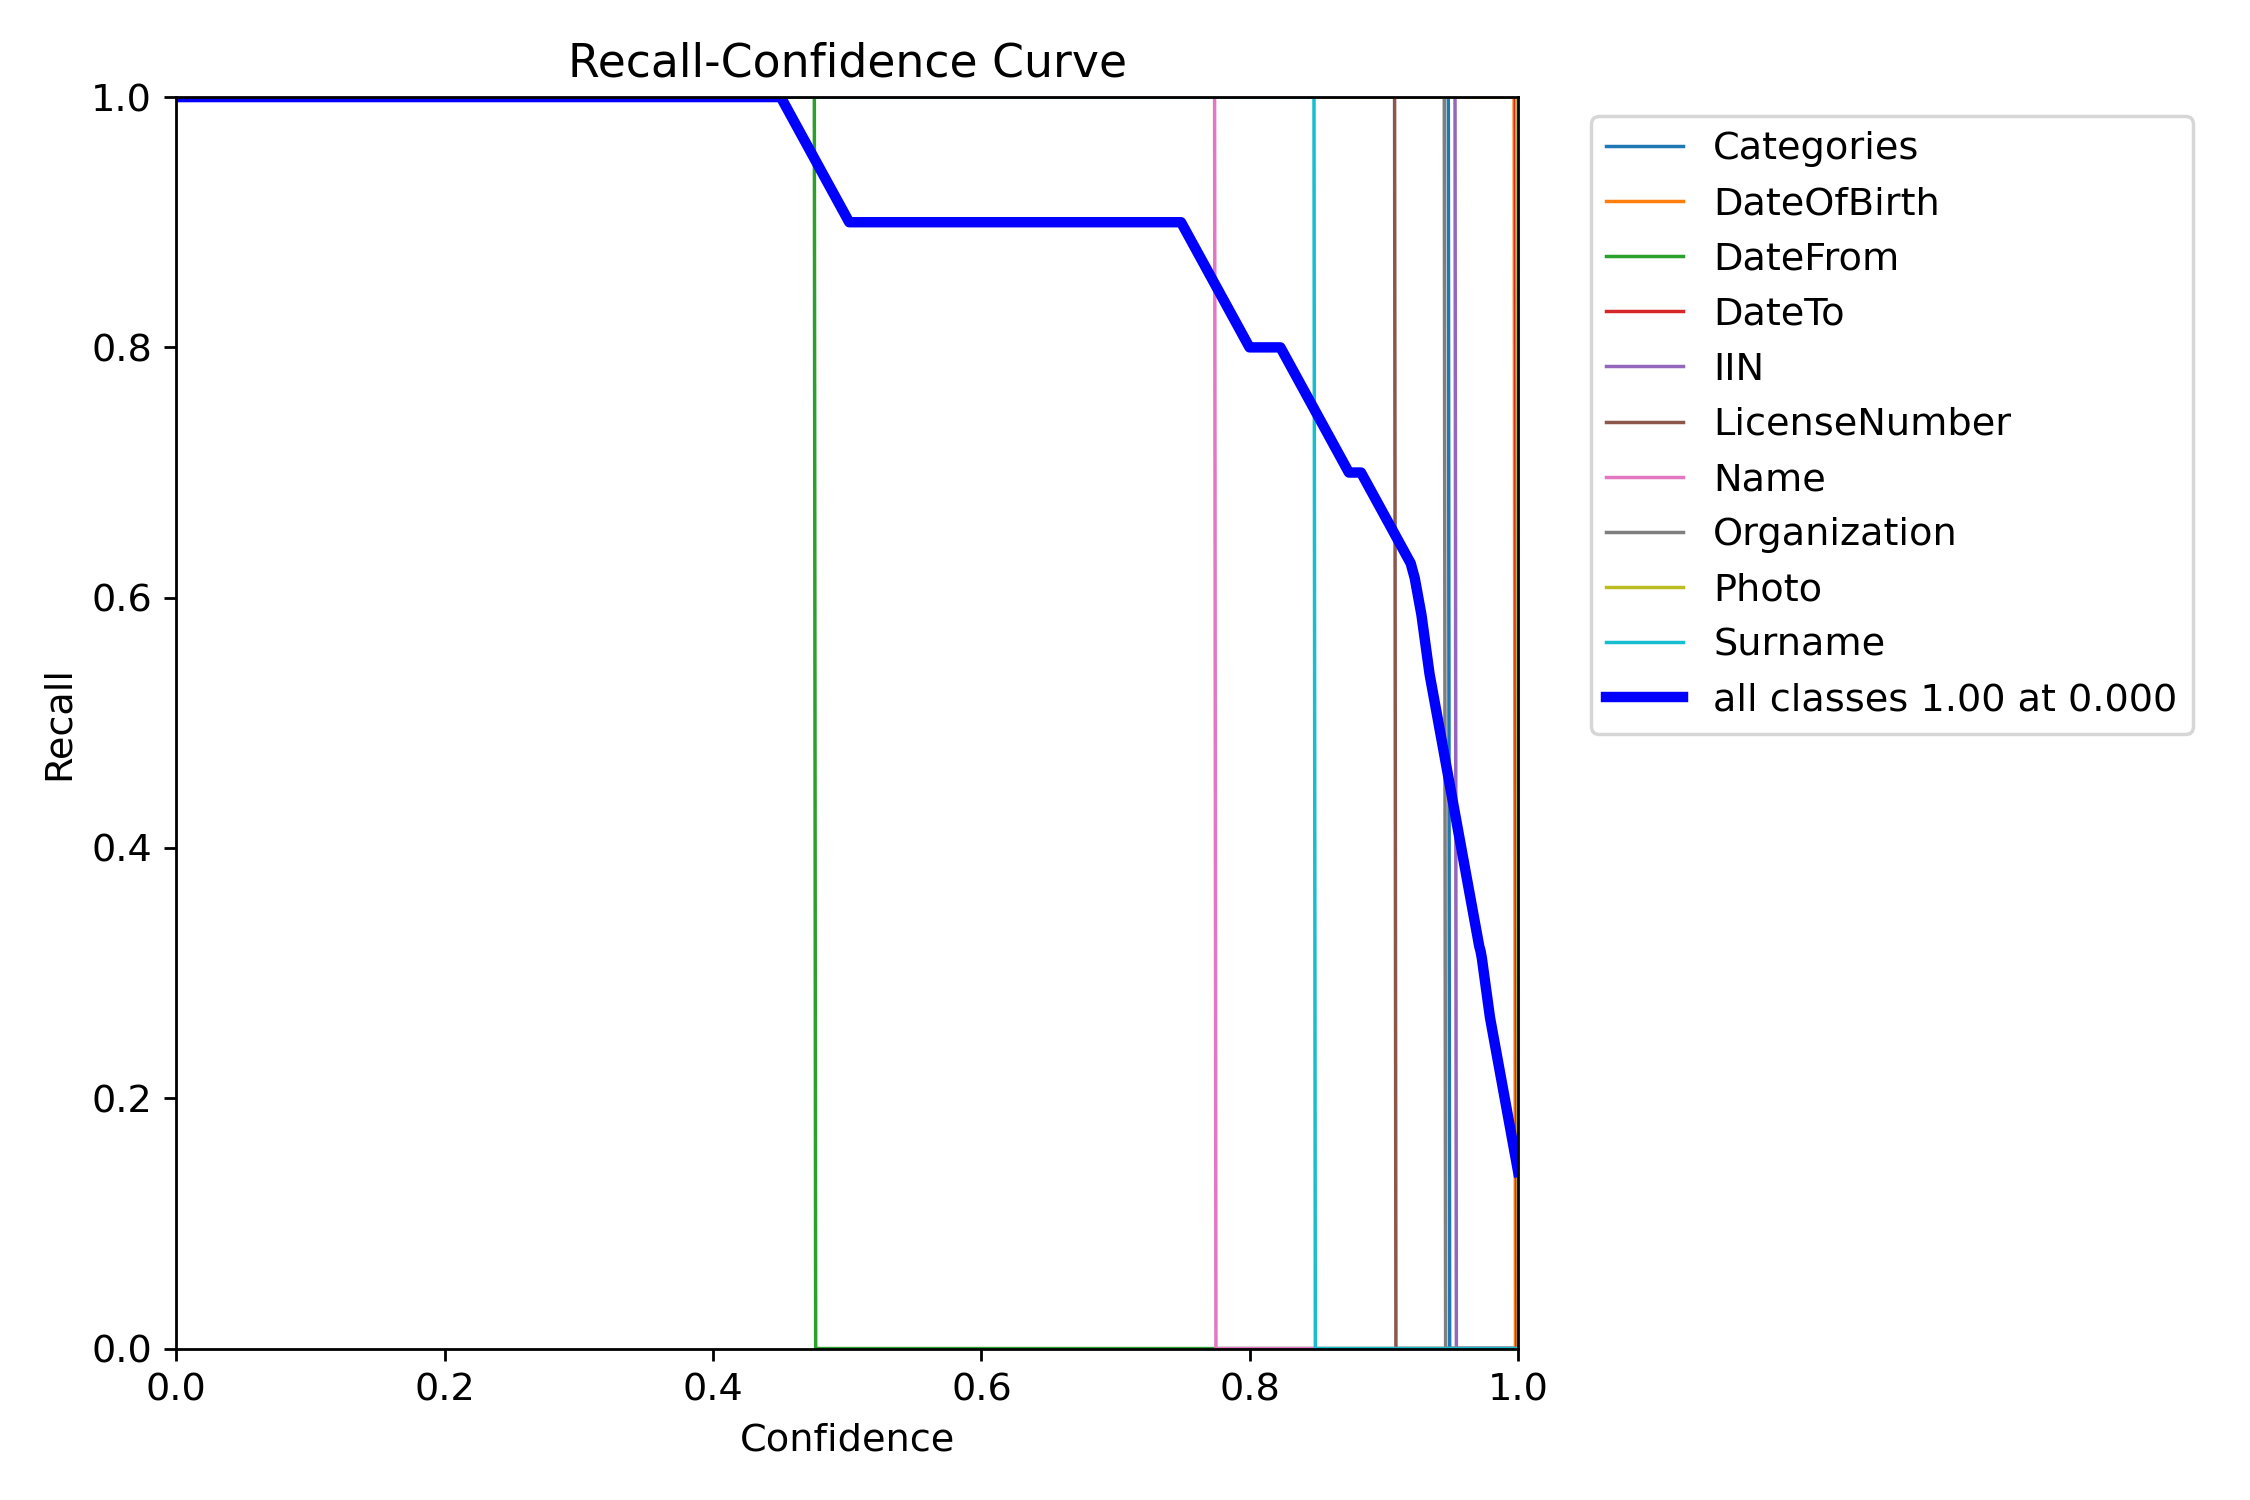 Recall-Confidence Curve
1.0
0.8
0.6
0.4
0.2
0.0
Recall
0.0 0.2 0.4 0.6 0.8 1.0
Confidence
Categories
DateOfBirth
DateFrom
DateTo
IIN
LicenseNumber
Name
Organization
Photo
Surname
all classes 1.00 at 0.000